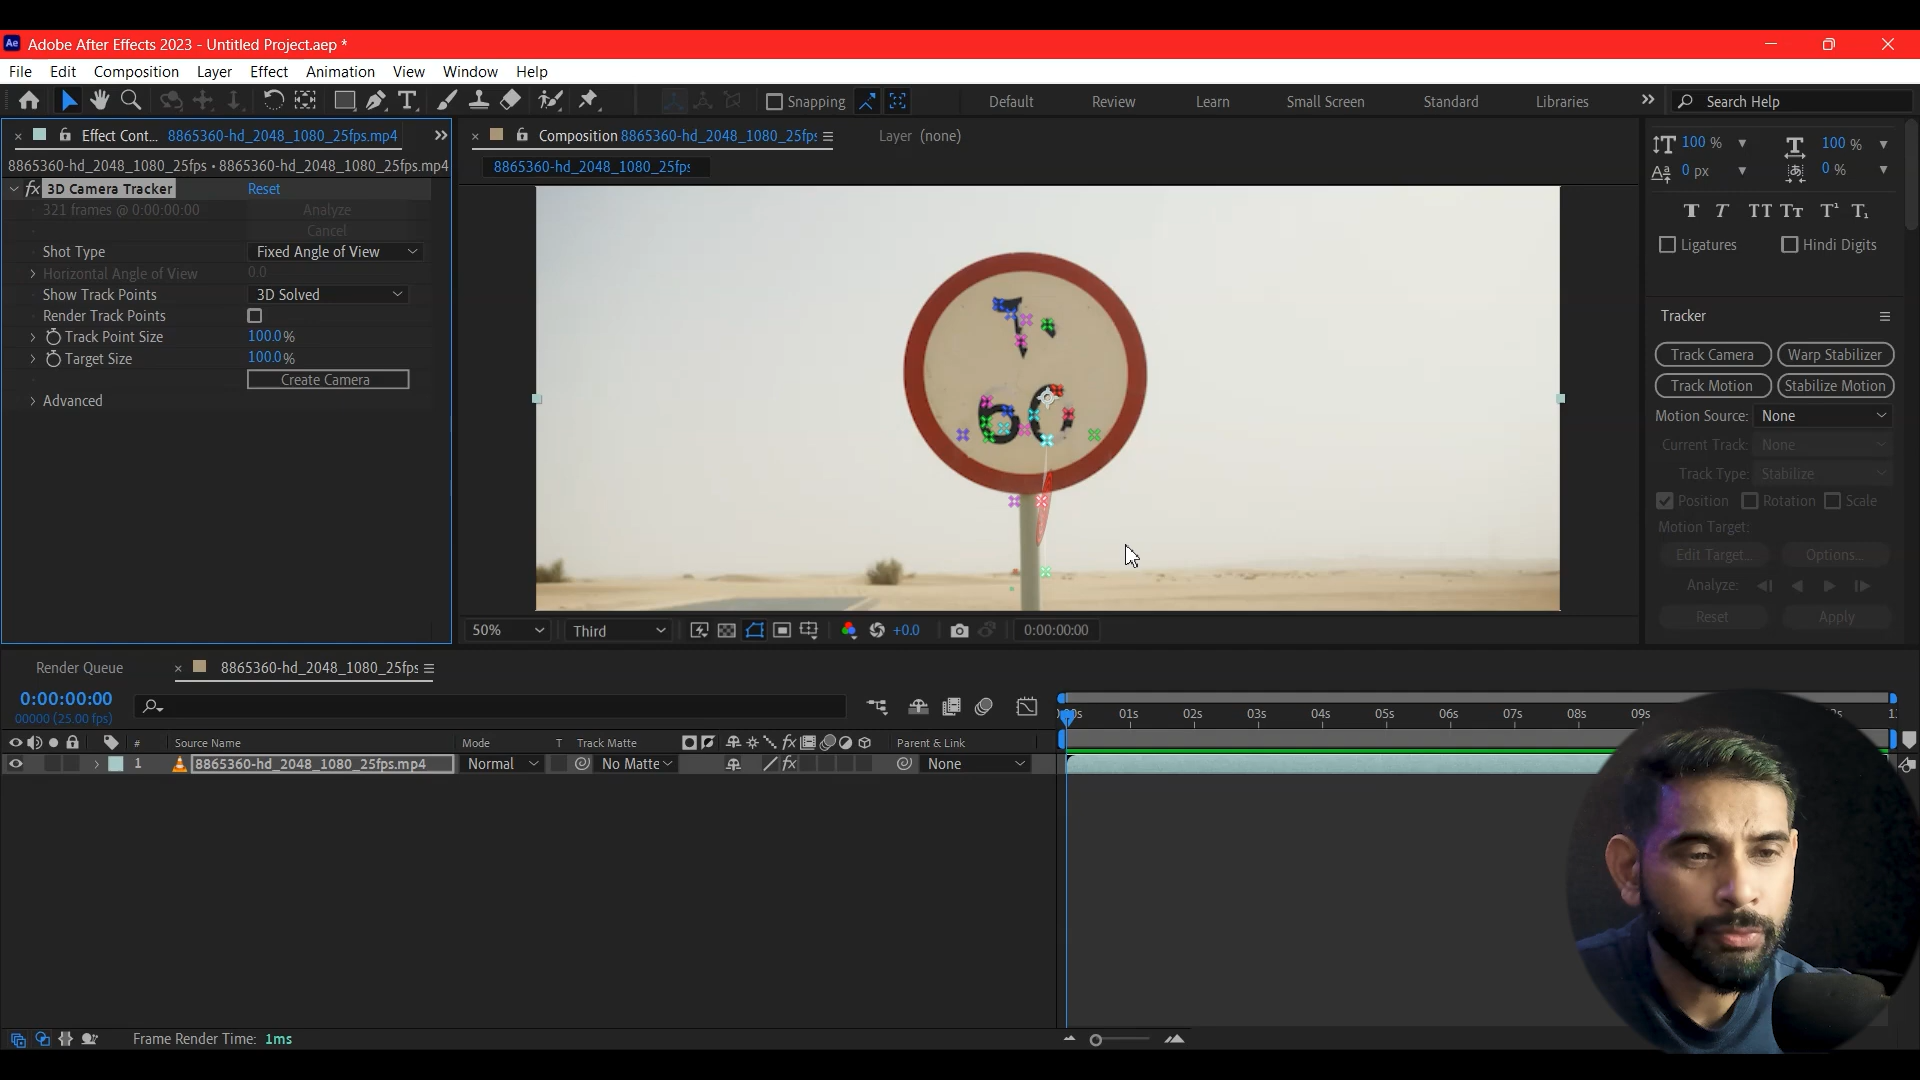 Ae Adobe After Effects 2023 - Untitled Project.aep *
File Edit Composition Layer Effect Animation View Window Help
Snapping Default Review Learn Small Screen Standard Libraries Search Help
Effect Cont... 8865360-hd_2048_1080_25fps.mp4
8865360-hd_2048_1080_25fps • 8865360-hd_2048_1080_25fps.mp4
fx 3D Camera Tracker Reset
321 frames @ 0:00:00:00 Analyze
Cancel
Shot Type Fixed Angle of View
Horizontal Angle of View 0.0
Show Track Points 3D Solved
Render Track Points
Track Point Size 100.0%
Target Size 100.0%
Create Camera
Advanced
Composition 8865360-hd_2048_1080_25fps
Layer (none)
8865360-hd_2048_1080_25fps
٦٠
60
50% Third +0.0 0:00:00:00
100 % 100 %
0 px 0 %
Ligatures Hindi Digits
Tracker
Track Camera Warp Stabilizer
Track Motion Stabilize Motion
Motion Source: None
Current Track: None
Track Type: Stabilize
Position Rotation Scale
Motion Target:
Edit Target... Options...
Analyze:
Reset Apply
Render Queue 8865360-hd_2048_1080_25fps
0:00:00:00
00000 (25.00 fps)
01s 02s 03s 04s 05s 06s 07s 08s 09s
# Source Name Mode T Track Matte fx Parent & Link
1 8865360-hd_2048_1080_25fps.mp4 Normal No Matte fx None
Frame Render Time: 1ms